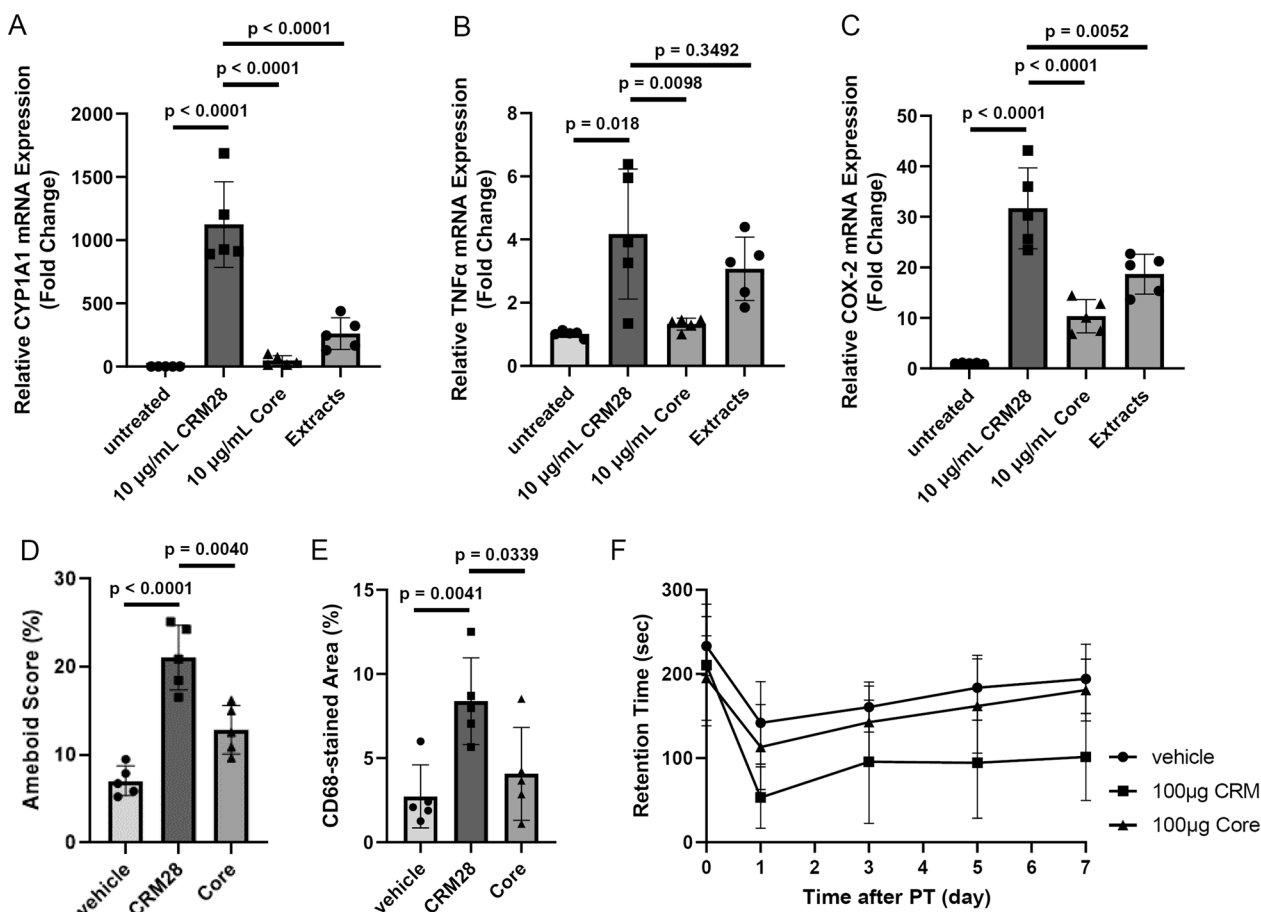 A
p < 0.0001
p < 0.0001
p < 0.0001
Relative CYP1A1 mRNA Expression
(Fold Change)
2000
1500
1000
500
0
untreated
10 µg/mL CRM28
10 µg/mL Core
Extracts
B
p = 0.3492
p = 0.0098
p = 0.018
Relative TNFα mRNA Expression
(Fold Change)
8
6
4
2
0
untreated
10 µg/mL CRM28
10 µg/mL Core
Extracts
C
p = 0.0052
p < 0.0001
p < 0.0001
Relative COX-2 mRNA Expression
(Fold Change)
50
40
30
20
10
0
untreated
10 µg/mL CRM28
10 µg/mL Core
Extracts
D
p = 0.0040
p < 0.0001
Ameboid Score (%)
30
20
10
0
vehicle
CRM28
Core
E
p = 0.0339
p = 0.0041
CD68-stained Area (%)
15
10
5
0
vehicle
CRM28
Core
F
Retention Time (sec)
300
200
100
0
0 1 2 3 4 5 6 7
Time after PT (day)
vehicle
100µg CRM
100µg Core